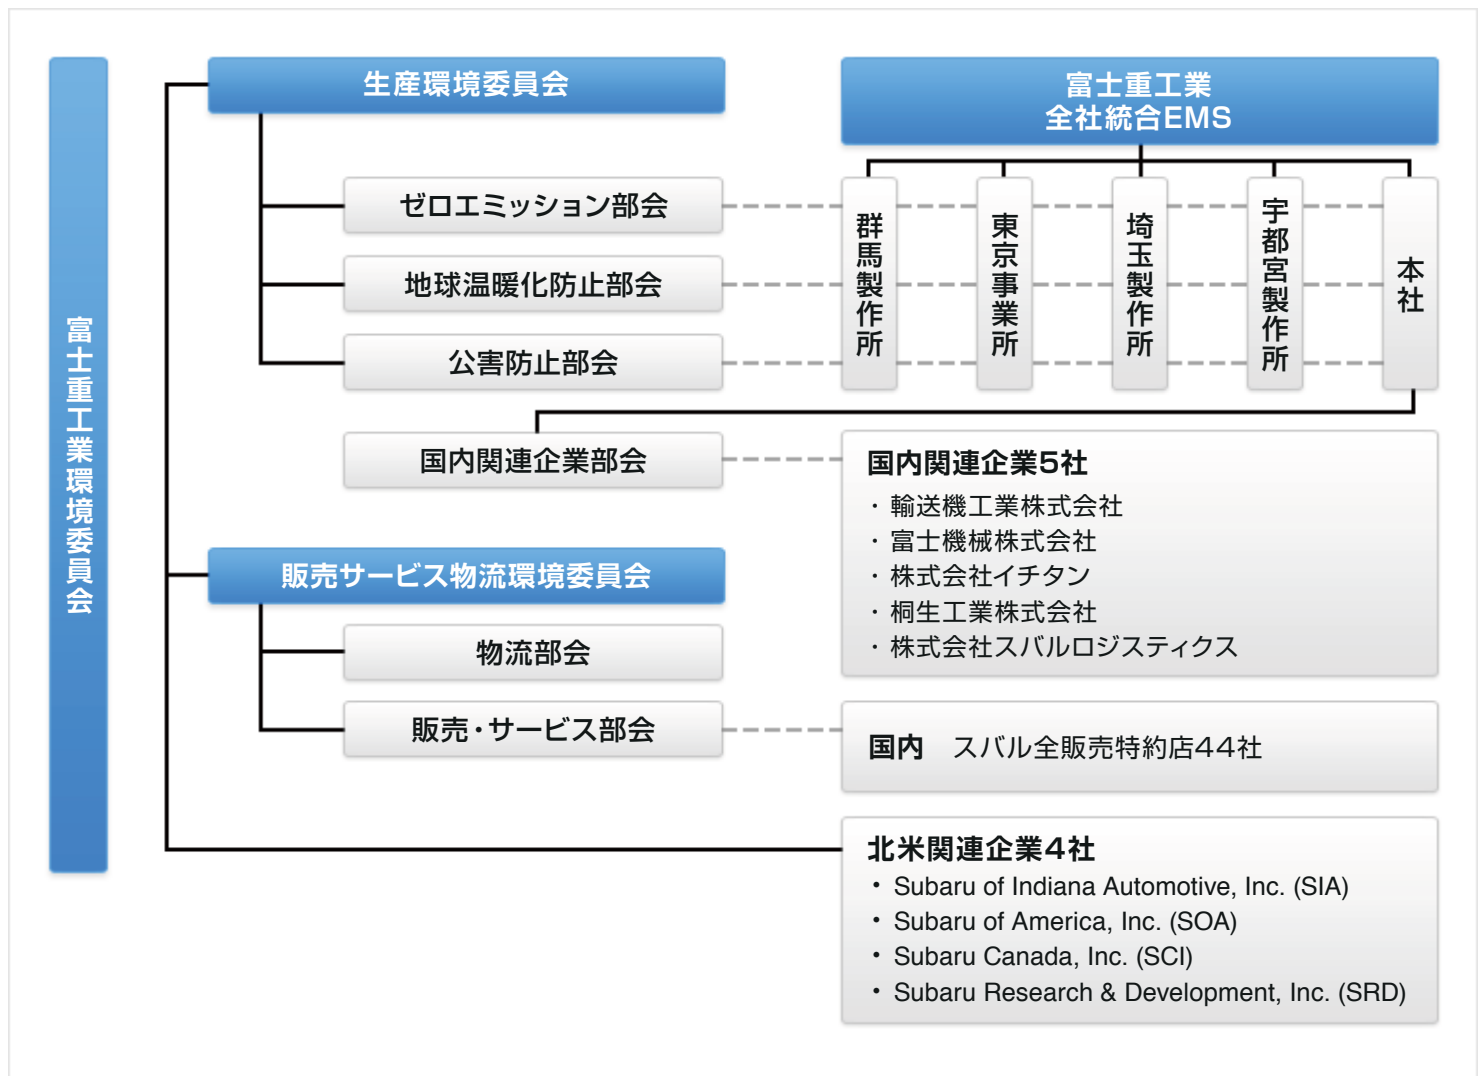 富士重工業環境委員会
生産環境委員会
ゼロエミッション部会
地球温暖化防止部会
公害防止部会
富士重工業
全社統合EMS
群馬製作所
東京事業所
埼玉製作所
宇都宮製作所
本社
国内関連企業部会
国内関連企業5社
・輸送機工業株式会社
・富士機械株式会社
・株式会社イチタン
・桐生工業株式会社
・株式会社スバルロジスティクス
販売サービス物流環境委員会
物流部会
販売・サービス部会
国内　スバル全販売特約店44社
北米関連企業4社
・Subaru of Indiana Automotive, Inc. (SIA)
・Subaru of America, Inc. (SOA)
・Subaru Canada, Inc. (SCI)
・Subaru Research & Development, Inc. (SRD)